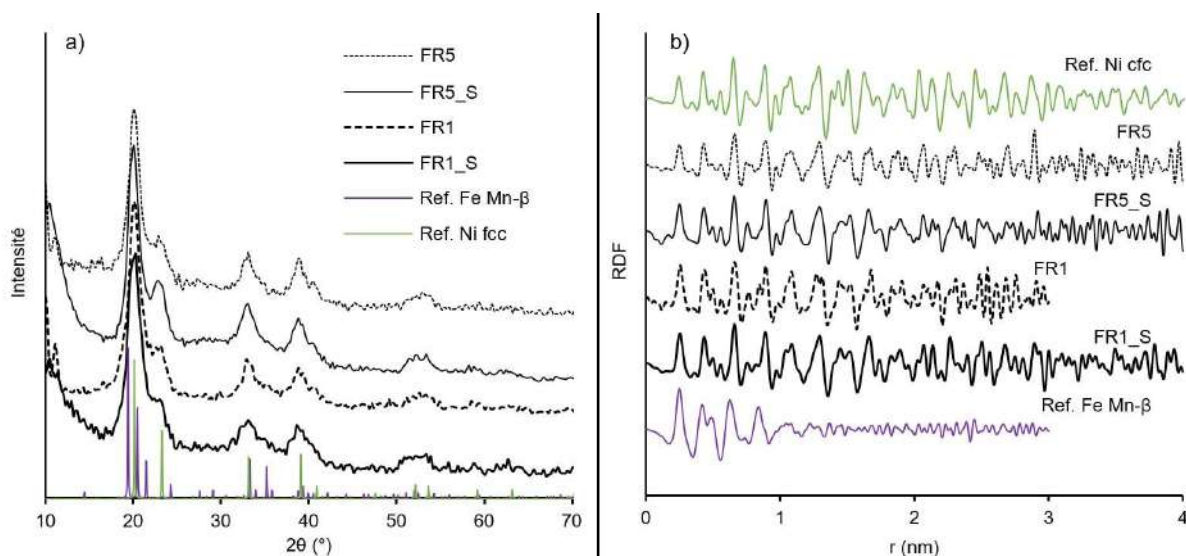 a)
FR5
FR5_S
FR1
FR1_S
Ref. Fe Mn-β
Ref. Ni fcc
Intensité
10 20 30 40 50 60 70
2θ (°)
b)
Ref. Ni cfc
FR5
FR5_S
FR1
FR1_S
Ref. Fe Mn-β
RDF
0 1 2 3 4
r (nm)